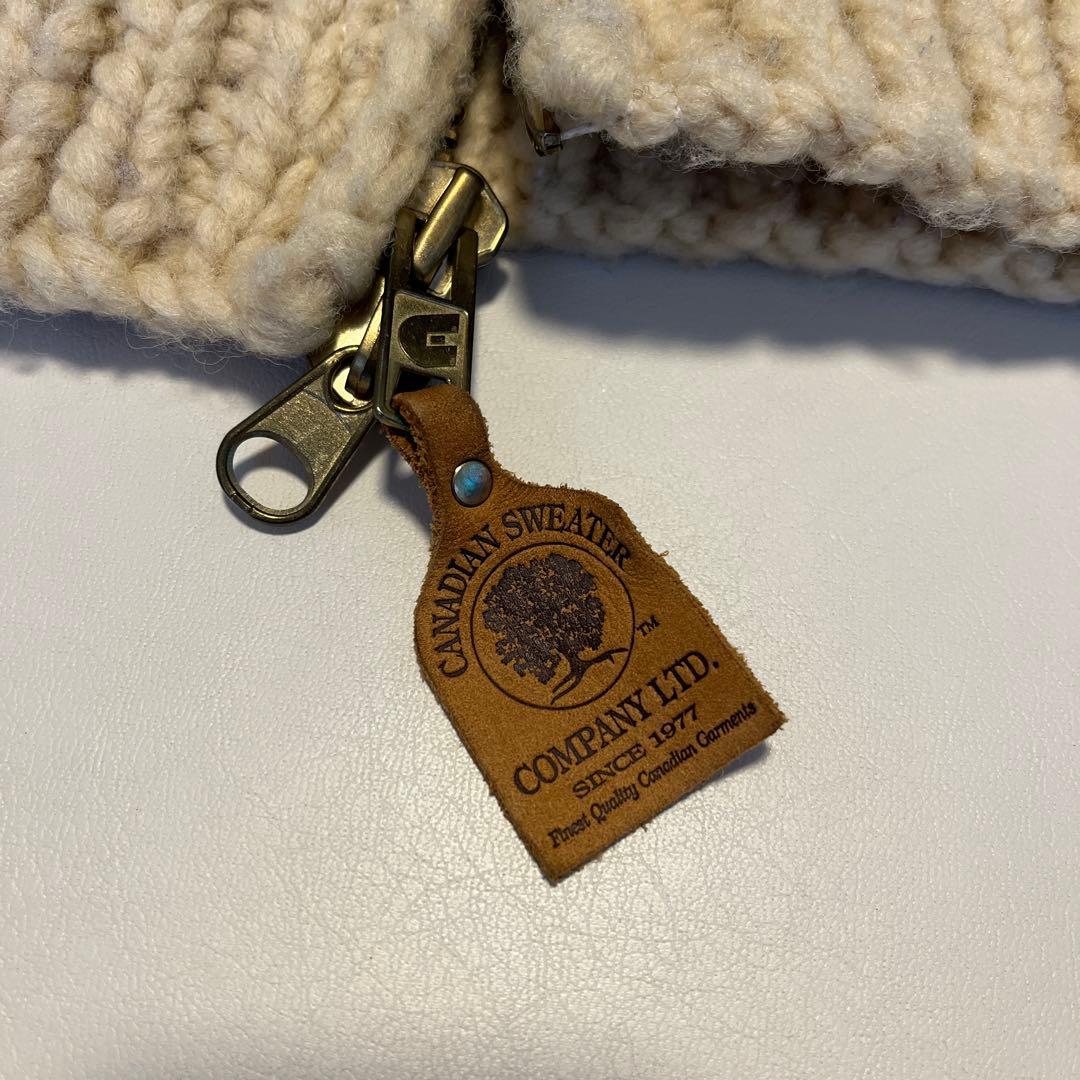 CANADIAN SWEATER
TM
COMPANY LTD.
SINCE 1977
Finest Quality Canadian Garments